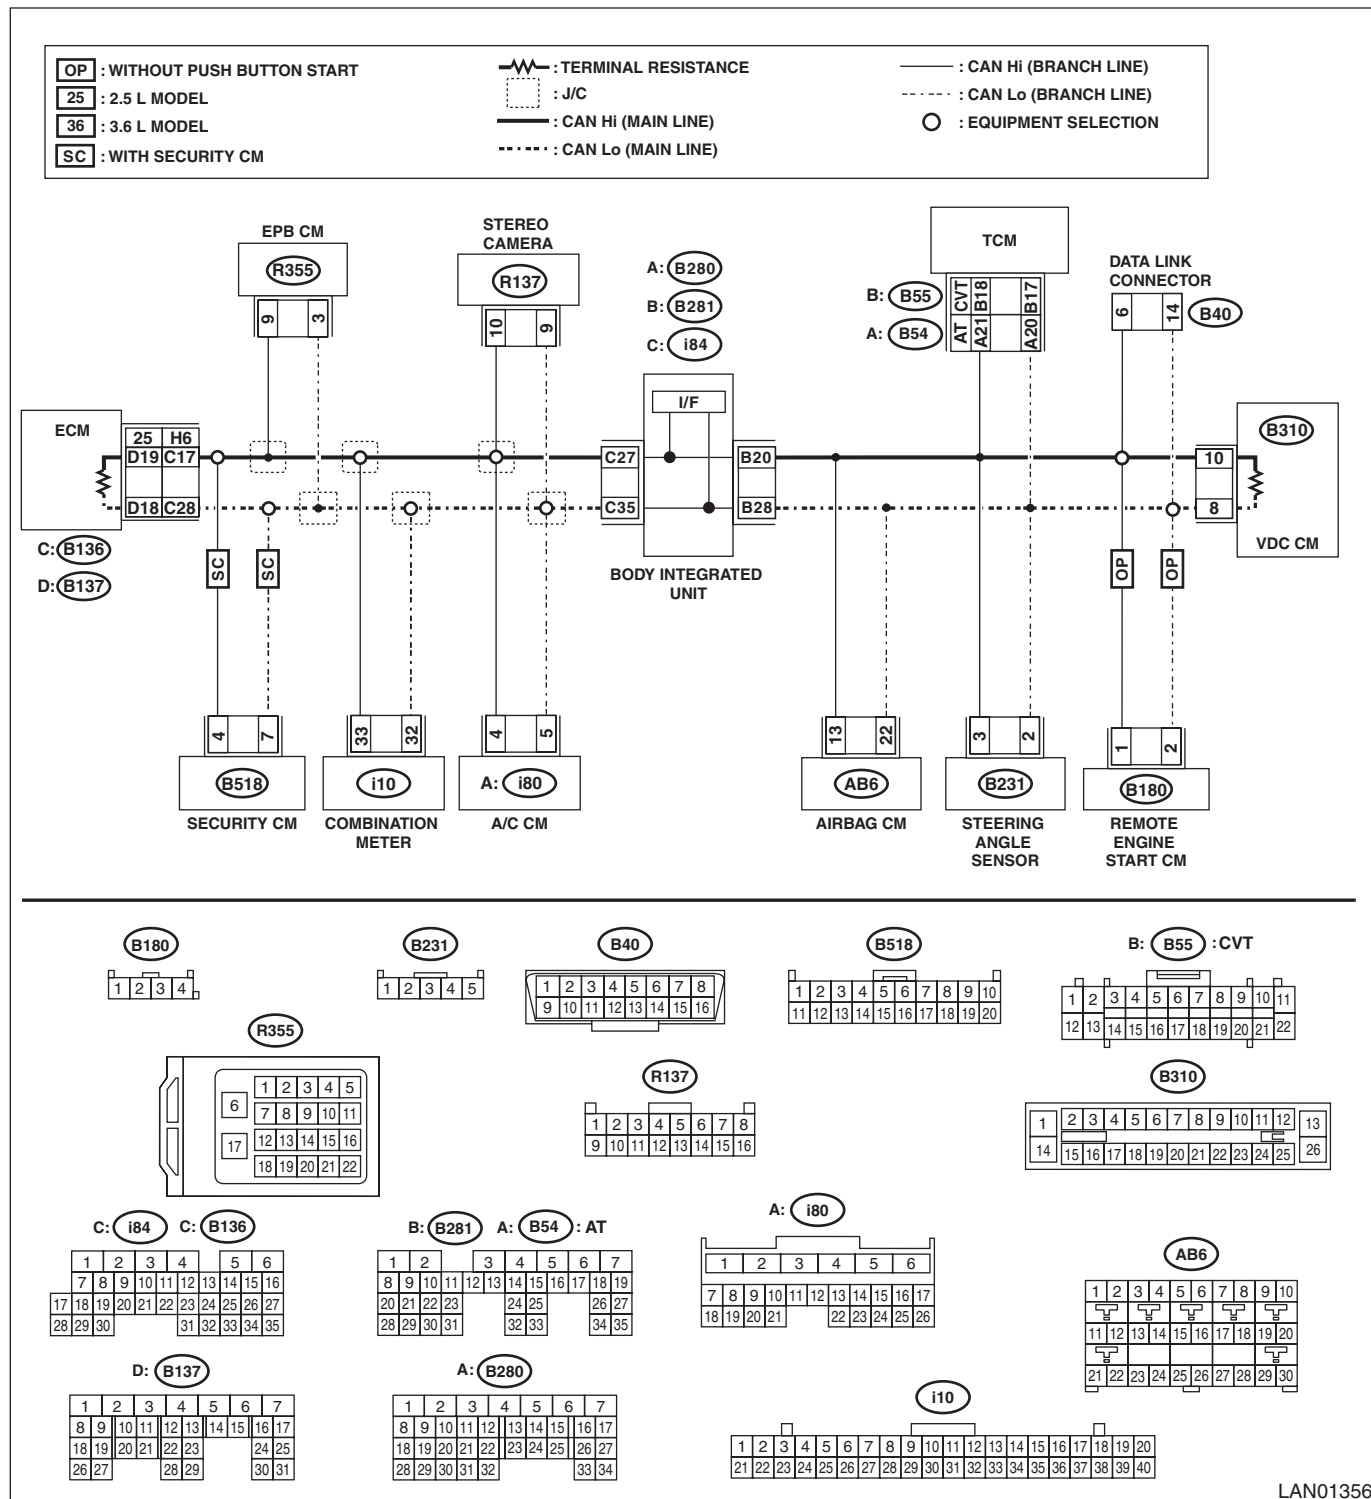 OP : WITHOUT PUSH BUTTON START
25 : 2.5 L MODEL
36 : 3.6 L MODEL
SC : WITH SECURITY CM
: TERMINAL RESISTANCE
: J/C
: CAN Hi (MAIN LINE)
: CAN Lo (MAIN LINE)
: CAN Hi (BRANCH LINE)
: CAN Lo (BRANCH LINE)
: EQUIPMENT SELECTION
EPB CM
R355
9 3
STEREO
CAMERA
R137
10 9
A: B280
B: B281
C: i84
TCM
B: B55
A: B54
CVT B18 B17
AT A21 A20
DATA LINK
CONNECTOR
6 14
B40
ECM
25 H6
D19 C17
D18 C28
C: B136
D: B137
I/F
C27
C35
B20
B28
BODY INTEGRATED
UNIT
B310
10
8
VDC CM
SC SC
OP OP
4 7
B518
SECURITY CM
33 32
i10
COMBINATION
METER
4 5
A: i80
A/C CM
13 22
AB6
AIRBAG CM
3 2
B231
STEERING
ANGLE
SENSOR
1 2
B180
REMOTE
ENGINE
START CM
B180
1 2 3 4
B231
1 2 3 4 5
B40
1 2 3 4 5 6 7 8
9 10 11 12 13 14 15 16
B518
1 2 3 4 5 6 7 8 9 10
11 12 13 14 15 16 17 18 19 20
B: B55 : CVT
1 2 3 4 5 6 7 8 9 10 11
12 13 14 15 16 17 18 19 20 21 22
R355
1 2 3 4 5
6
7 8 9 10 11
12 13 14 15 16
17
18 19 20 21 22
R137
1 2 3 4 5 6 7 8
9 10 11 12 13 14 15 16
B310
1 2 3 4 5 6 7 8 9 10 11 12 13
14 15 16 17 18 19 20 21 22 23 24 25 26
C: i84 C: B136
1 2 3 4 5 6
7 8 9 10 11 12 13 14 15 16
17 18 19 20 21 22 23 24 25 26 27
28 29 30 31 32 33 34 35
B: B281 A: B54 : AT
1 2 3 4 5 6 7
8 9 10 11 12 13 14 15 16 17 18 19
20 21 22 23 24 25 26 27
28 29 30 31 32 33 34 35
A: i80
1 2 3 4 5 6
7 8 9 10 11 12 13 14 15 16 17
18 19 20 21 22 23 24 25 26
AB6
1 2 3 4 5 6 7 8 9 10
11 12 13 14 15 16 17 18 19 20
21 22 23 24 25 26 27 28 29 30
D: B137
1 2 3 4 5 6 7
8 9 10 11 12 13 14 15 16 17
18 19 20 21 22 23 24 25
26 27 28 29 30 31
A: B280
1 2 3 4 5 6 7
8 9 10 11 12 13 14 15 16 17
18 19 20 21 22 23 24 25 26 27
28 29 30 31 32 33 34
i10
1 2 3 4 5 6 7 8 9 10 11 12 13 14 15 16 17 18 19 20
21 22 23 24 25 26 27 28 29 30 31 32 33 34 35 36 37 38 39 40
LAN01356